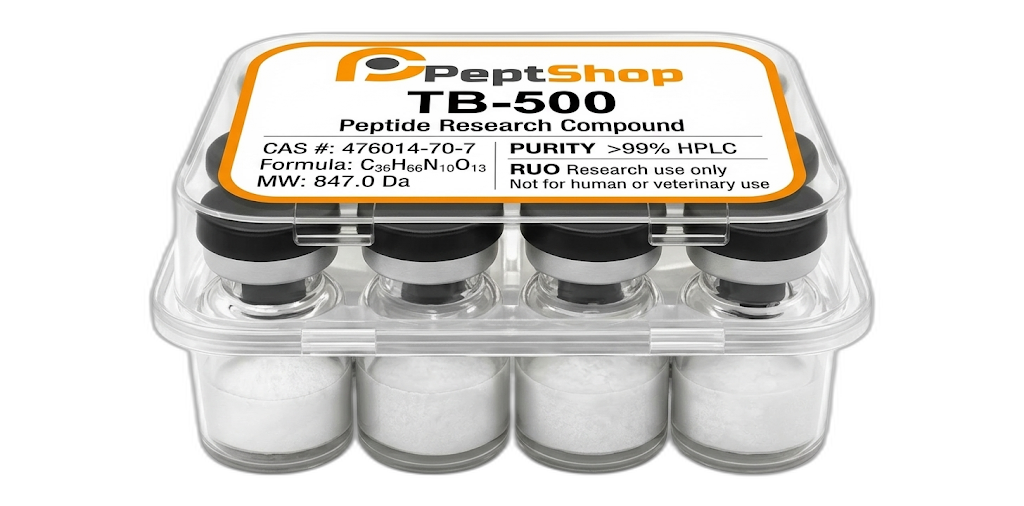 PeptShop
TB-500
Peptide Research Compound
CAS #: 476014-70-7
Formula: C₃₆H₆₆N₁₀O₁₃
MW: 847.0 Da
PURITY >99% HPLC
RUO Research use only
Not for human or veterinary use